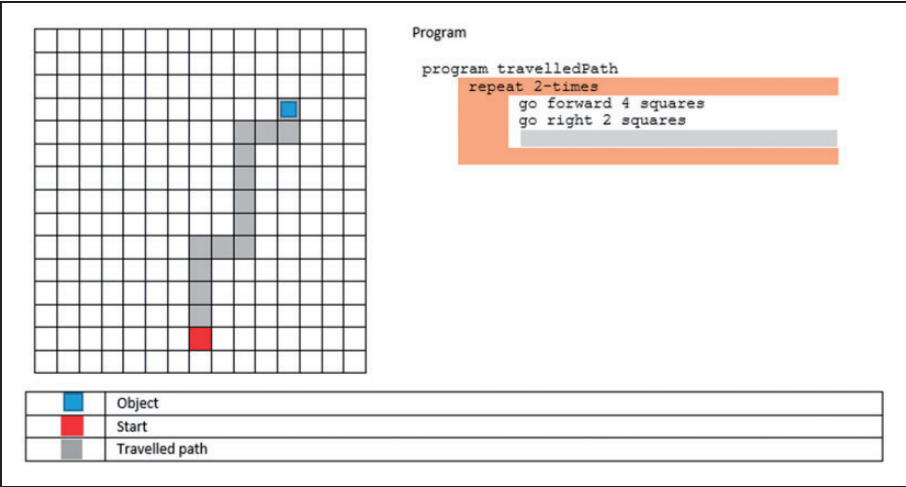 Program
program travelledPath
repeat 2-times
go forward 4 squares
go right 2 squares
Object
Start
Travelled path